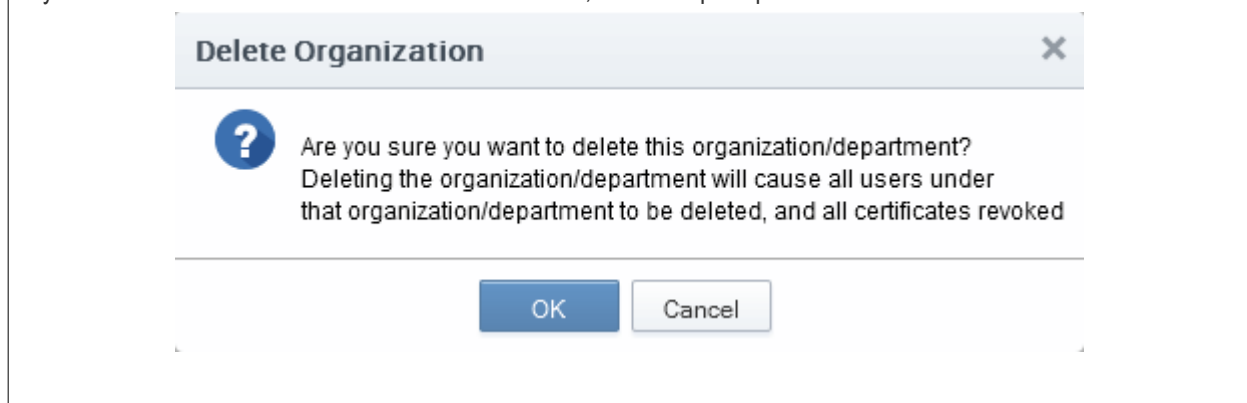 Delete Organization
Are you sure you want to delete this organization/department?
Deleting the organization/department will cause all users under
that organization/department to be deleted, and all certificates revoked
OK
Cancel